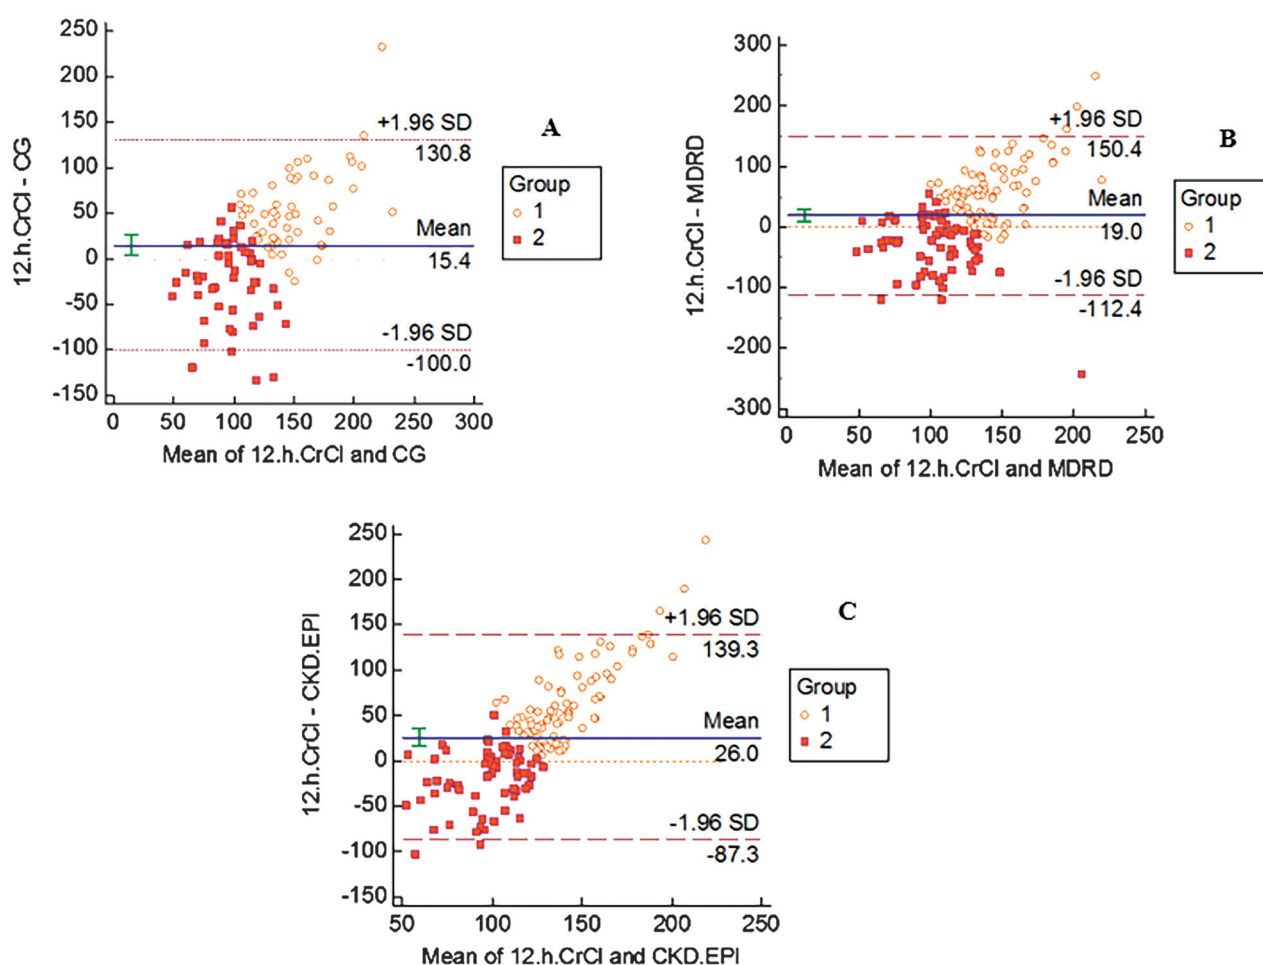 250
200
150
100
50
0
-50
-100
-150
12.h.CrCl - CG
+1.96 SD
130.8
Mean
15.4
-1.96 SD
-100.0
0 50 100 150 200 250 300
Mean of 12.h.CrCl and CG
A
Group
1
2
300
200
100
0
-100
-200
-300
12.h.CrCl - MDRD
+1.96 SD
150.4
Mean
19.0
-1.96 SD
-112.4
0 50 100 150 200 250
Mean of 12.h.CrCl and MDRD
B
Group
1
2
250
200
150
100
50
0
-50
-100
-150
12.h.CrCl - CKD.EPI
+1.96 SD
139.3
Mean
26.0
-1.96 SD
-87.3
50 100 150 200 250
Mean of 12.h.CrCl and CKD.EPI
C
Group
1
2